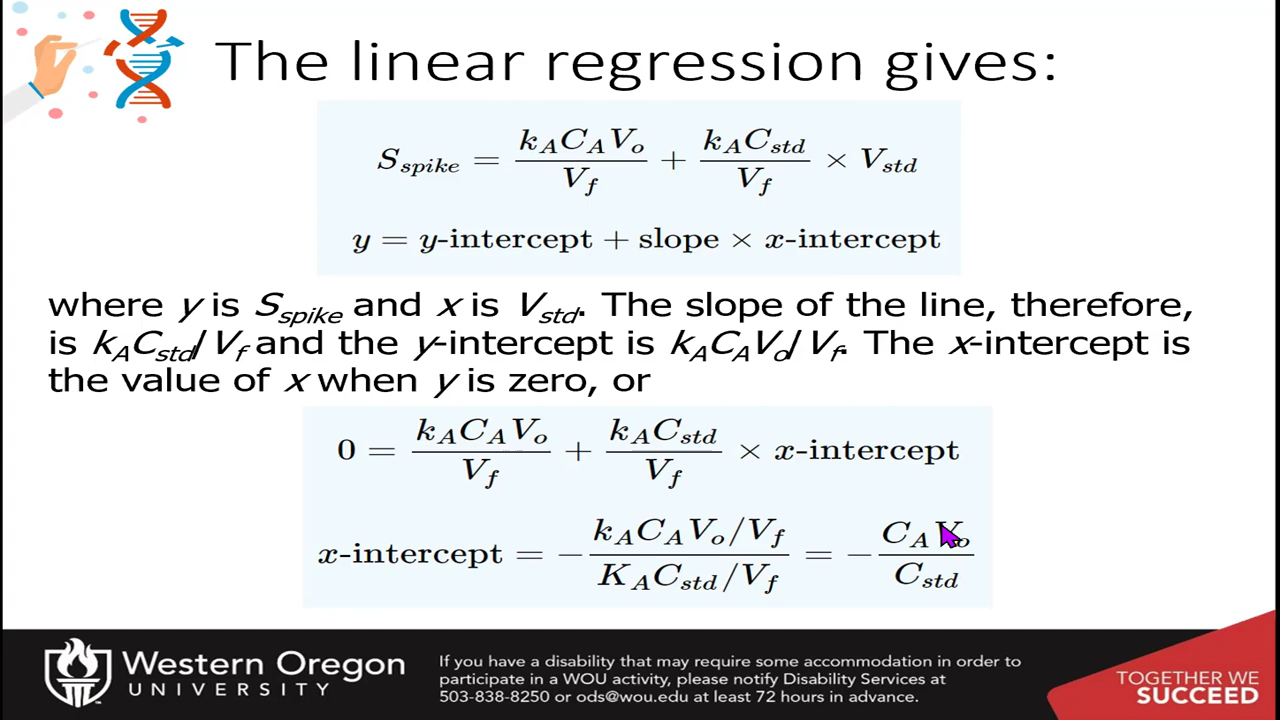 The linear regression gives:
S_spike = k_A C_A V_o / V_f + k_A C_std / V_f × V_std
y = y-intercept + slope × x-intercept
where y is S_spike and x is V_std. The slope of the line, therefore,
is k_A C_std/V_f and the y-intercept is k_A C_A V_o/V_f. The x-intercept is
the value of x when y is zero, or
0 = k_A C_A V_o / V_f + k_A C_std / V_f × x-intercept
x-intercept = − (k_A C_A V_o/V_f) / (K_A C_std/V_f) = − C_A V_o / C_std
Western Oregon
UNIVERSITY
If you have a disability that may require some accommodation in order to
participate in a WOU activity, please notify Disability Services at
503-838-8250 or ods@wou.edu at least 72 hours in advance.
TOGETHER WE
SUCCEED